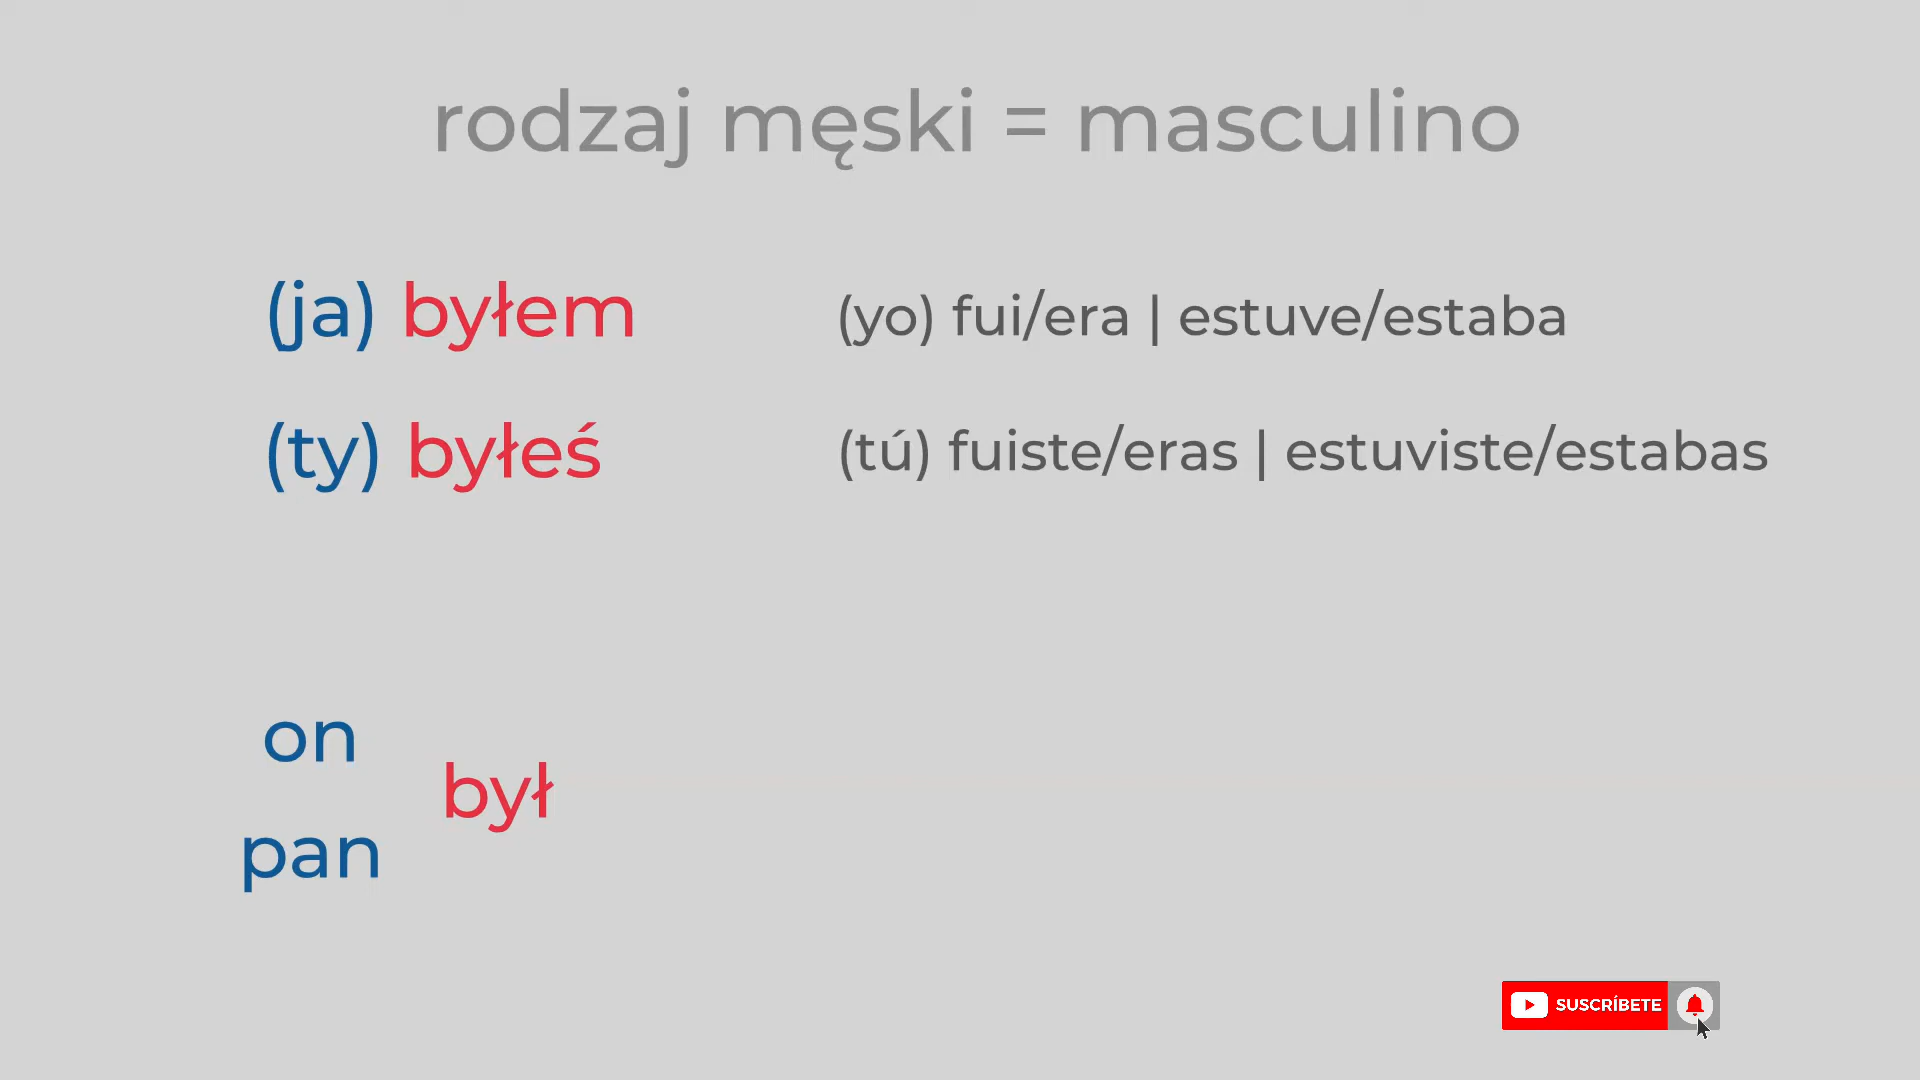 rodzaj męski = masculino
(ja) byłem
(yo) fui/era | estuve/estaba
(ty) byłeś
(tú) fuiste/eras | estuviste/estabas
on
był
pan
SUSCRÍBETE